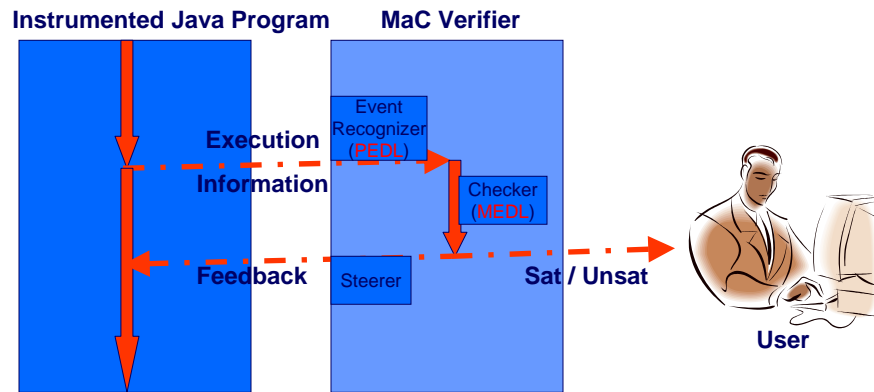 Instrumented Java Program
MaC Verifier
Event
Recognizer
(PEDL)
Execution
Information
Checker
(MEDL)
Feedback
Steerer
Sat / Unsat
User